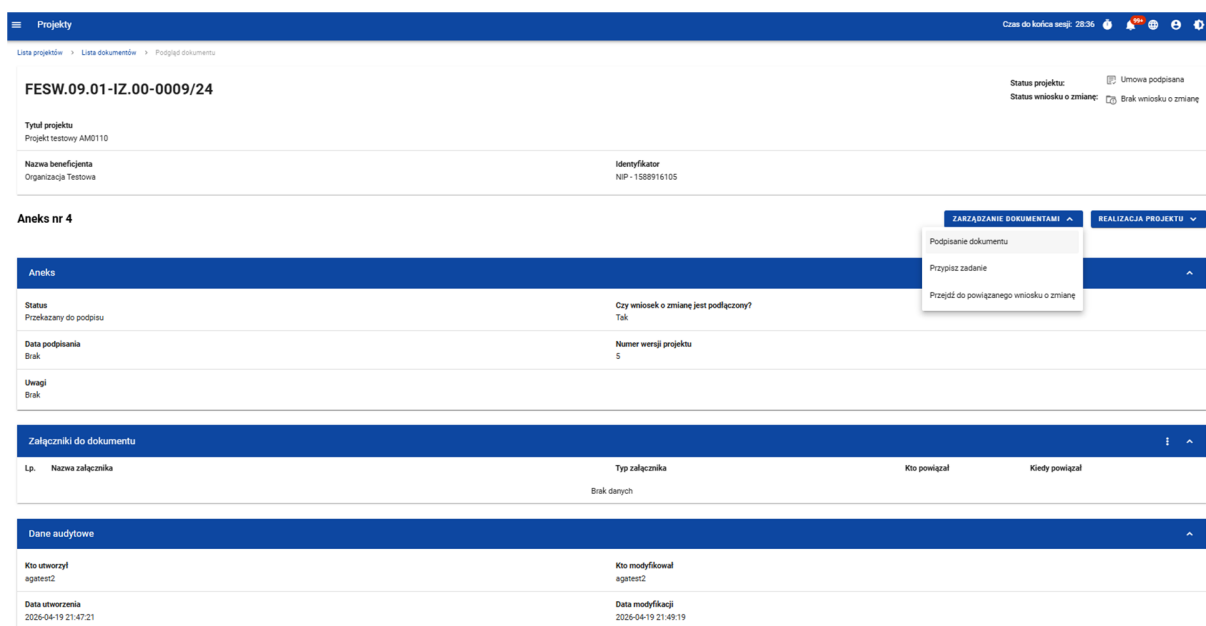 Projekty
Czas do końca sesji: 28:36
99+
Lista projektów > Lista dokumentów > Podgląd dokumentu
FESW.09.01-IZ.00-0009/24
Status projektu: Umowa podpisana
Status wniosku o zmianę: Brak wniosku o zmianę
Tytuł projektu
Projekt testowy AM0110
Nazwa beneficjenta Identyfikator
Organizacja Testowa NIP - 1588916105
Aneks nr 4
ZARZĄDZANIE DOKUMENTAMI REALIZACJA PROJEKTU
Podpisanie dokumentu
Przypisz zadanie
Przejdź do powiązanego wniosku o zmianę
Aneks
Status Czy wniosek o zmianę jest podłączony?
Przekazany do podpisu Tak
Data podpisania Numer wersji projektu
Brak 5
Uwagi
Brak
Załączniki do dokumentu
Lp. Nazwa załącznika Typ załącznika Kto powiązał Kiedy powiązał
Brak danych
Dane audytowe
Kto utworzył Kto modyfikował
agatest2 agatest2
Data utworzenia Data modyfikacji
2026-04-19 21:47:21 2026-04-19 21:49:19